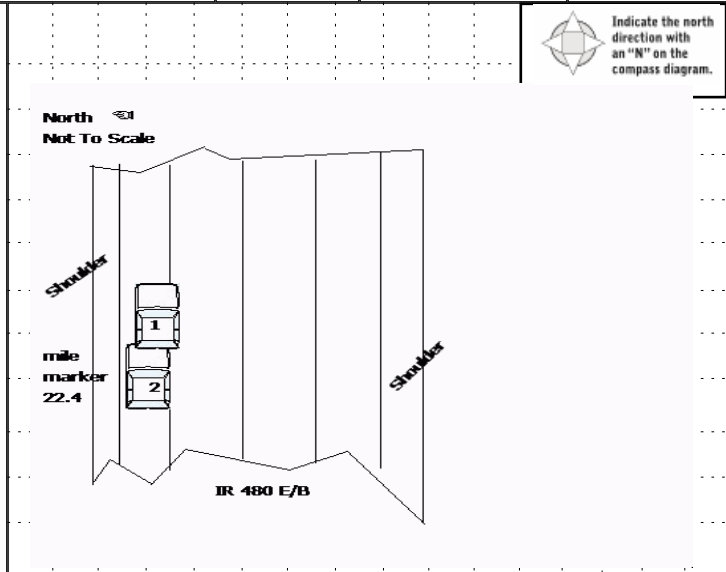 Indicate the north
direction with
an “N” on the
compass diagram.
North
Not To Scale
Shoulder
1
mile
marker
22.4
2
Shoulder
IR 480 E/B